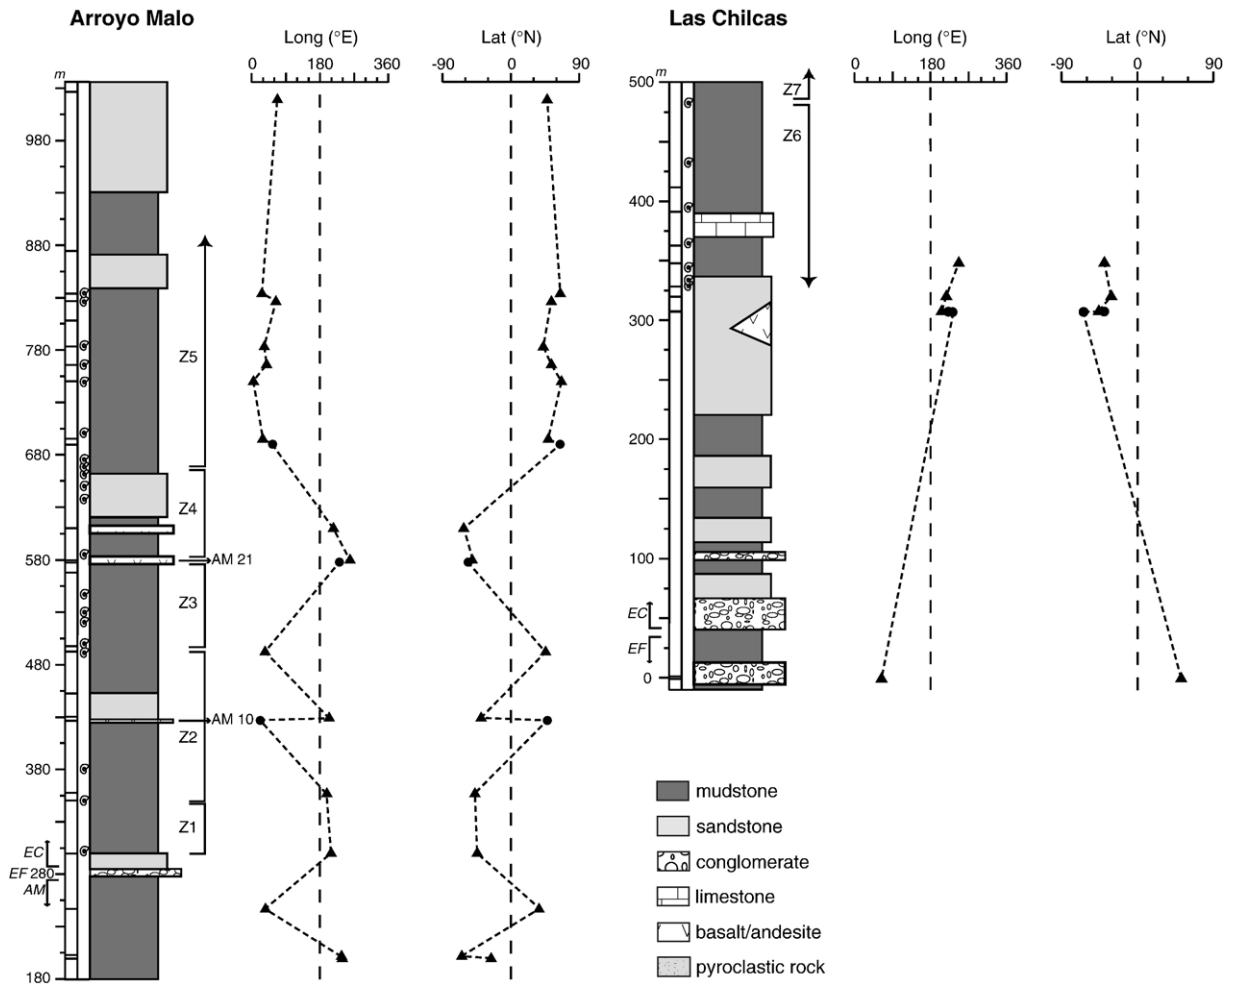 Arroyo Malo
Las Chilcas
Long (°E)
Lat (°N)
Long (°E)
Lat (°N)
0 180 360
-90 0 90
0 180 360
-90 0 90
m
980
880
780
680
580
480
380
EF 280
180
EC
AM
Z5
Z4
AM 21
Z3
AM 10
Z2
Z1
m
500
400
300
200
100
0
Z7
Z6
EC
EF
mudstone
sandstone
conglomerate
limestone
basalt/andesite
pyroclastic rock